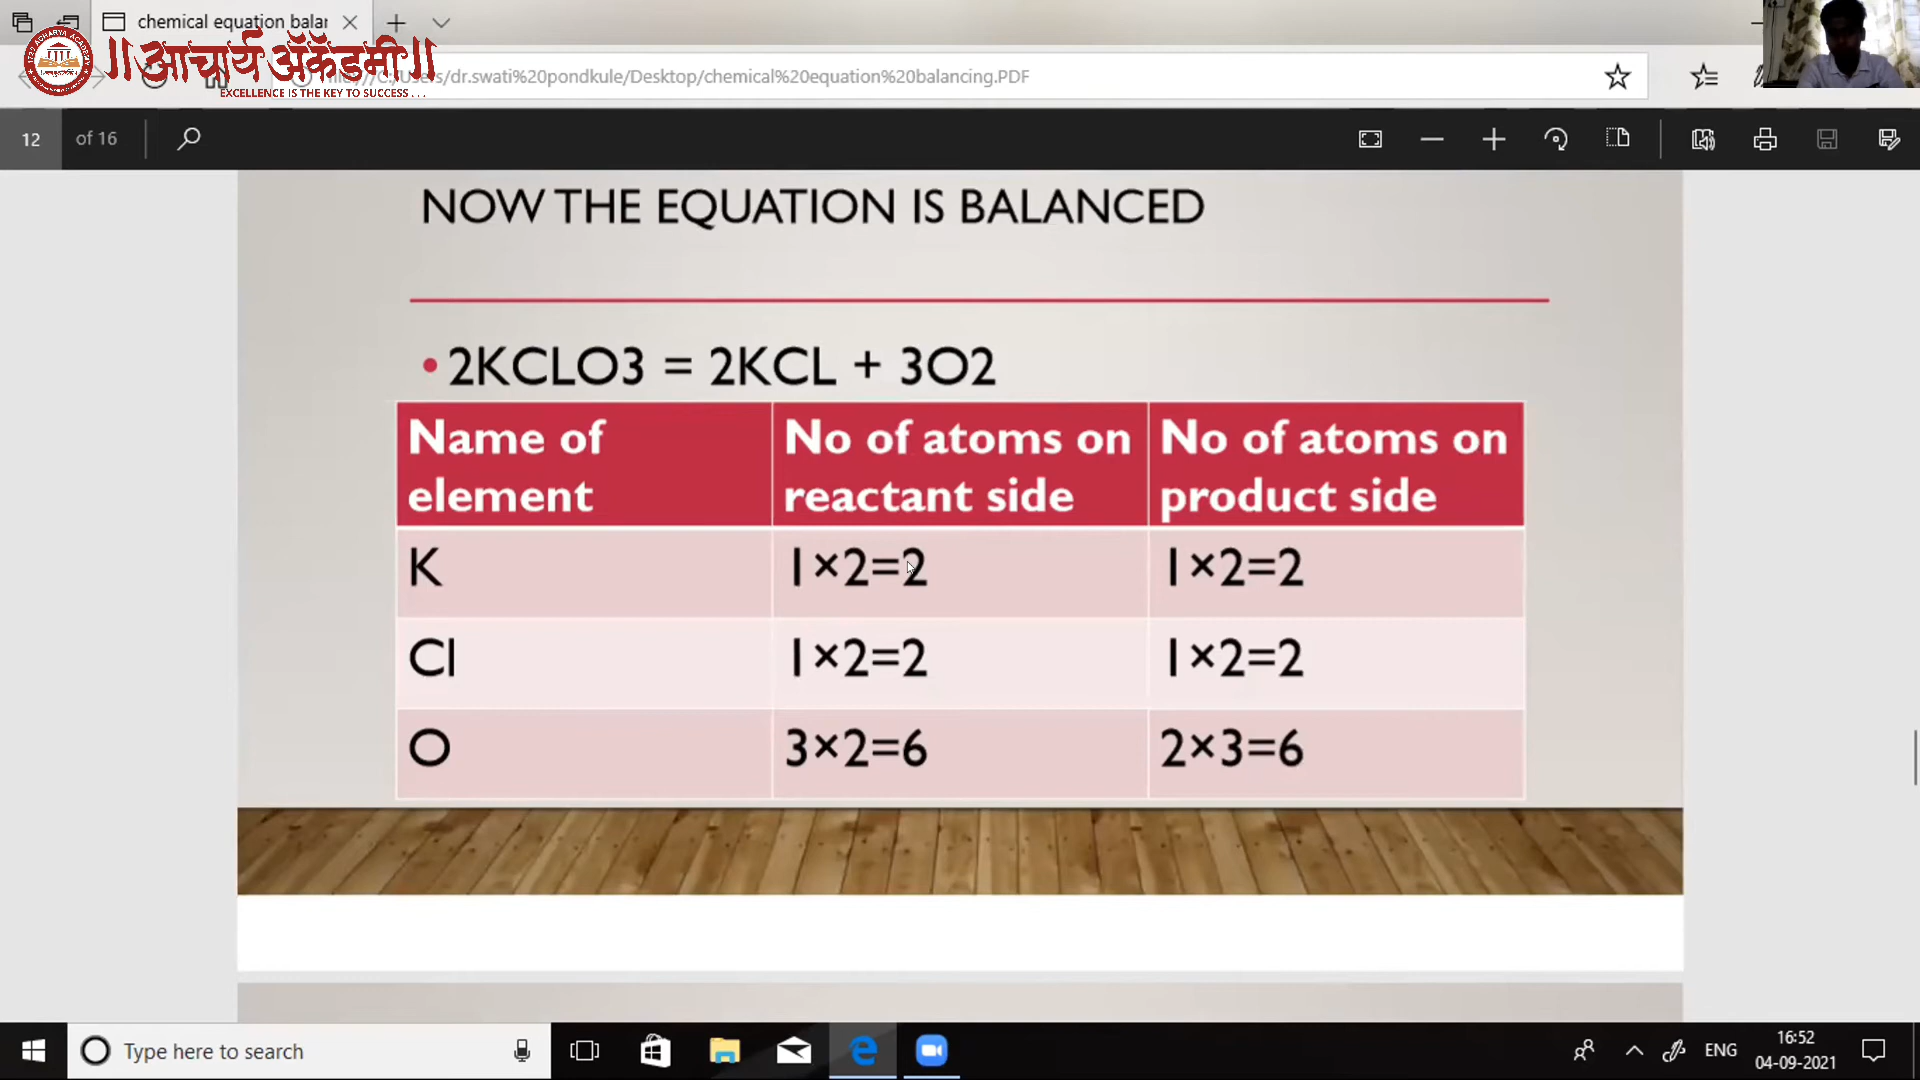 chemical equation balar
॥ आचार्य ॲकॅडमी ॥
EXCELLENCE IS THE KEY TO SUCCESS ...
ers/dr.swati%20pondkule/Desktop/chemical%20equation%20balancing.PDF
12 of 16
NOW THE EQUATION IS BALANCED
• 2KCLO3 = 2KCL + 3O2
Name of element
No of atoms on reactant side
No of atoms on product side
K 1×2=2 1×2=2
Cl 1×2=2 1×2=2
O 3×2=6 2×3=6
Type here to search
ENG
16:52
04-09-2021